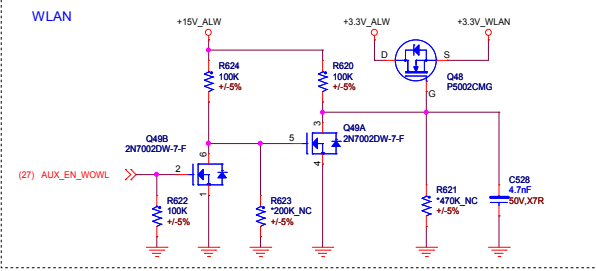 WLAN
+15V_ALW
+3.3V_ALW
+3.3V_WLAN
D
S
Q48
P5002CMG
G
R624
100K
+/-5%
R620
100K
+/-5%
Q49B
2N7002DW-7-F
6
2
1
5
3
4
Q49A
2N7002DW-7-F
(27) AUX_EN_WOWL
R622
100K
+/-5%
R623
*200K_NC
+/-5%
R621
*470K_NC
+/-5%
C528
4.7nF
50V,X7R